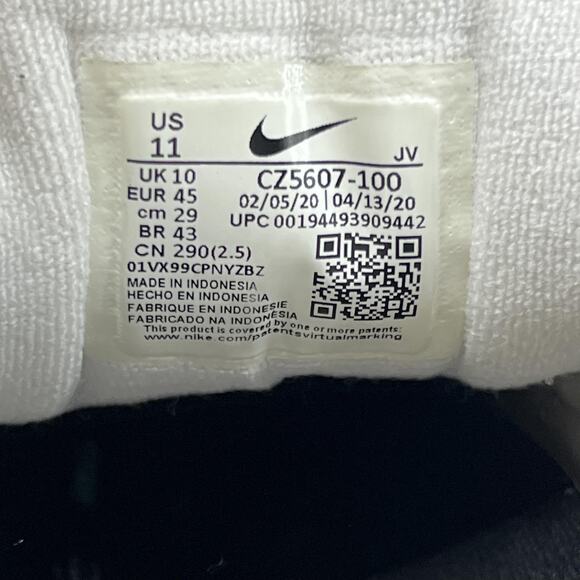 US
11
JV
UK 10
EUR 45
cm 29
BR 43
CN 290(2.5)
CZ5607-100
02/05/20 | 04/13/20
UPC 00194493909442
01VX99CPNYZBZ
MADE IN INDONESIA
HECHO EN INDONESIA
FABRIQUE EN INDONESIE
FABRICADO NA INDONÉSIA
This product is covered by one or more patents:
www.nike.com/patentsvirtualmarking